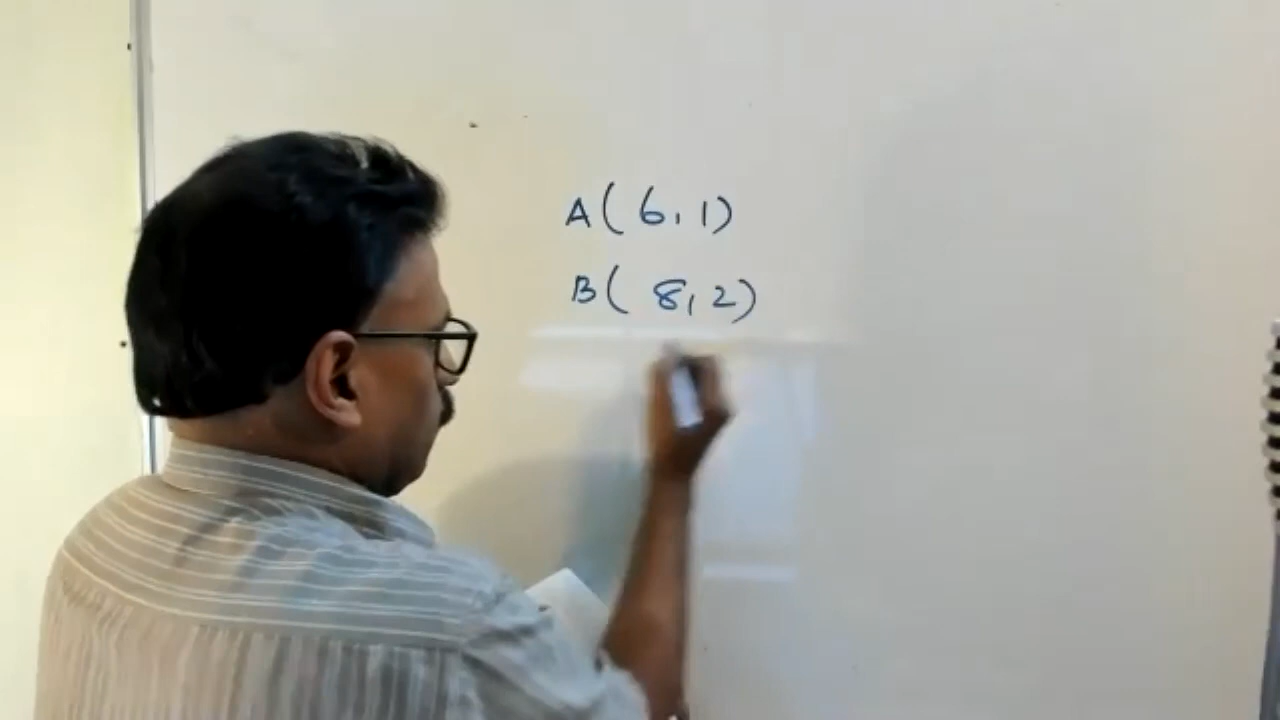 A( 6, 1)
B( 8, 2)